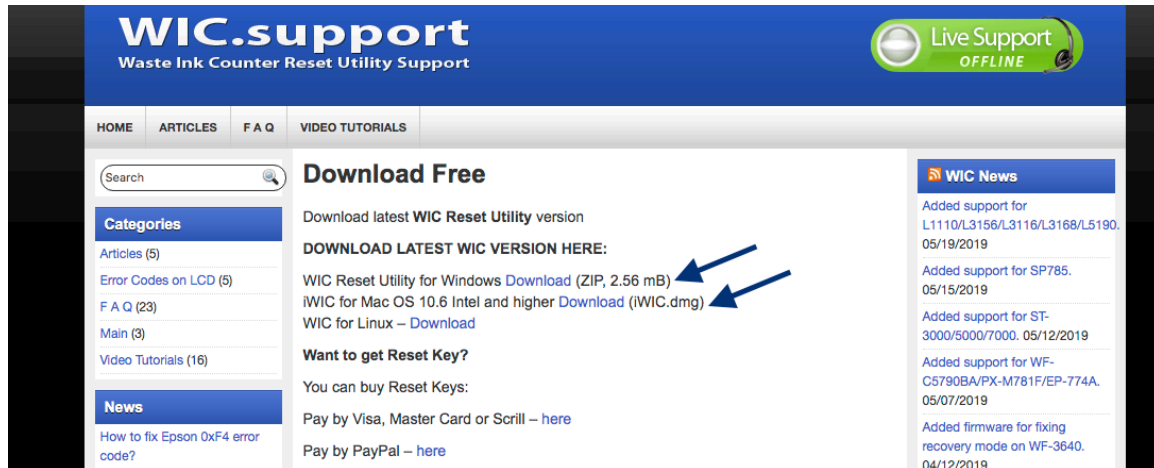 WIC.support
Waste Ink Counter Reset Utility Support
Live Support
OFFLINE
HOME
ARTICLES
F A Q
VIDEO TUTORIALS
Search
Categories
Articles (5)
Error Codes on LCD (5)
F A Q (23)
Main (3)
Video Tutorials (16)
News
How to fix Epson 0xF4 error
code?
Download Free
Download latest WIC Reset Utility version
DOWNLOAD LATEST WIC VERSION HERE:
WIC Reset Utility for Windows Download (ZIP, 2.56 mB)
iWIC for Mac OS 10.6 Intel and higher Download (iWIC.dmg)
WIC for Linux – Download
Want to get Reset Key?
You can buy Reset Keys:
Pay by Visa, Master Card or Scrill – here
Pay by PayPal – here
WIC News
Added support for
L1110/L3156/L3116/L3168/L5190.
05/19/2019
Added support for SP785.
05/15/2019
Added support for ST-
3000/5000/7000. 05/12/2019
Added support for WF-
C5790BA/PX-M781F/EP-774A.
05/07/2019
Added firmware for fixing
recovery mode on WF-3640.
04/12/2019